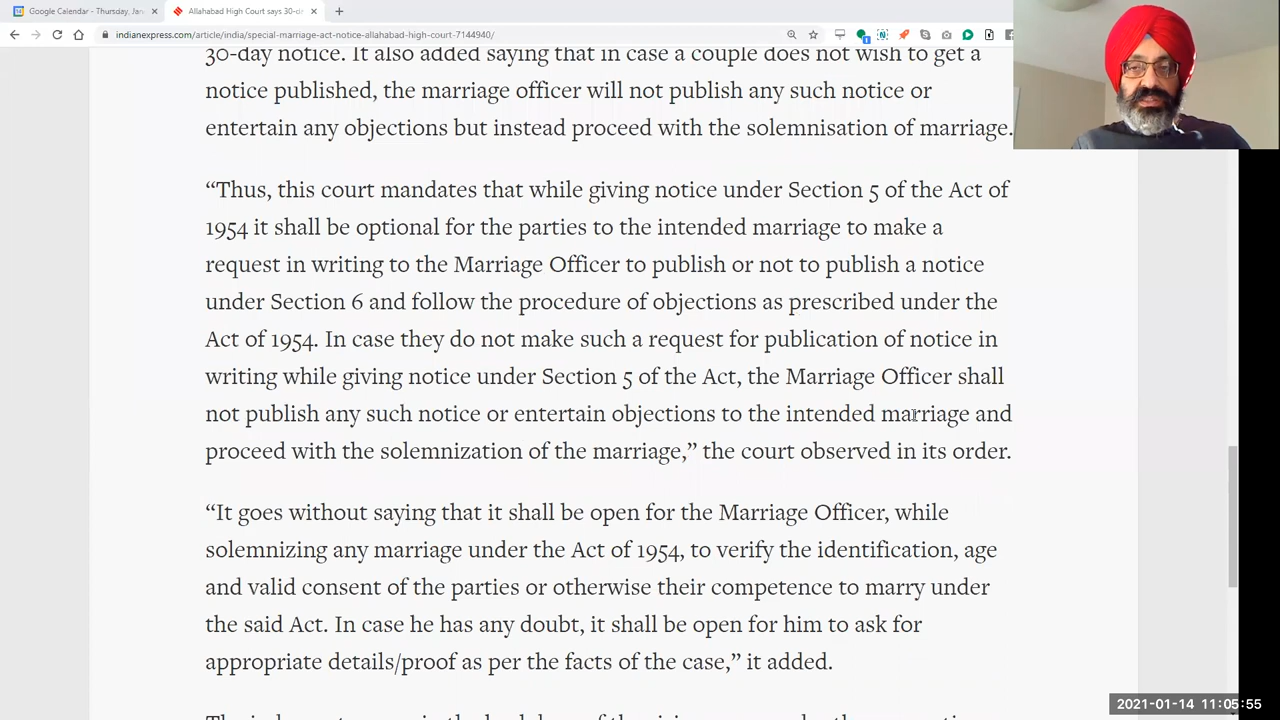 Google Calendar - Thursday, Jan
Allahabad High Court says 30-de
indianexpress.com/article/india/special-marriage-act-notice-allahabad-high-court-7144940/
30-day notice. It also added saying that in case a couple does not wish to get a
notice published, the marriage officer will not publish any such notice or
entertain any objections but instead proceed with the solemnisation of marriage.
“Thus, this court mandates that while giving notice under Section 5 of the Act of
1954 it shall be optional for the parties to the intended marriage to make a
request in writing to the Marriage Officer to publish or not to publish a notice
under Section 6 and follow the procedure of objections as prescribed under the
Act of 1954. In case they do not make such a request for publication of notice in
writing while giving notice under Section 5 of the Act, the Marriage Officer shall
not publish any such notice or entertain objections to the intended marriage and
proceed with the solemnization of the marriage,” the court observed in its order.
“It goes without saying that it shall be open for the Marriage Officer, while
solemnizing any marriage under the Act of 1954, to verify the identification, age
and valid consent of the parties or otherwise their competence to marry under
the said Act. In case he has any doubt, it shall be open for him to ask for
appropriate details/proof as per the facts of the case,” it added.
2021-01-14 11:05:55